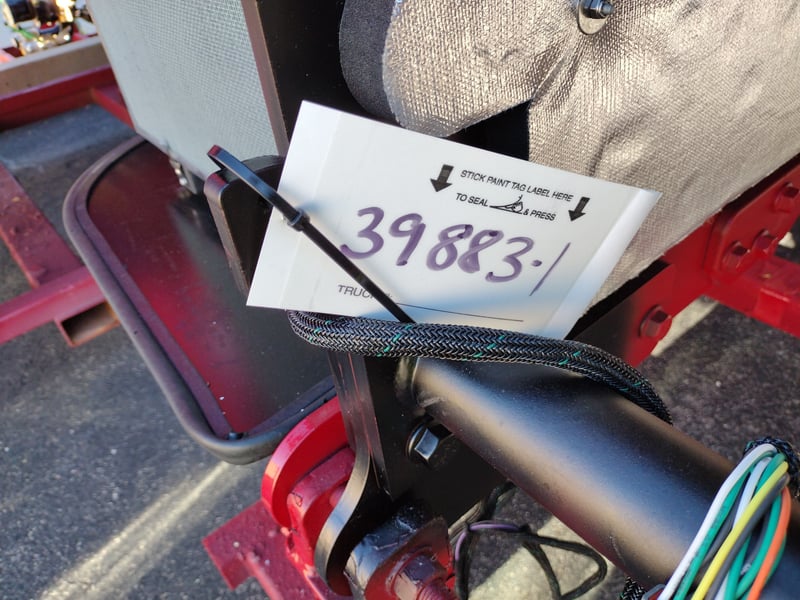 STICK PAINT TAG LABEL HERE
TO SEAL & PRESS
39883-1
TRUCK